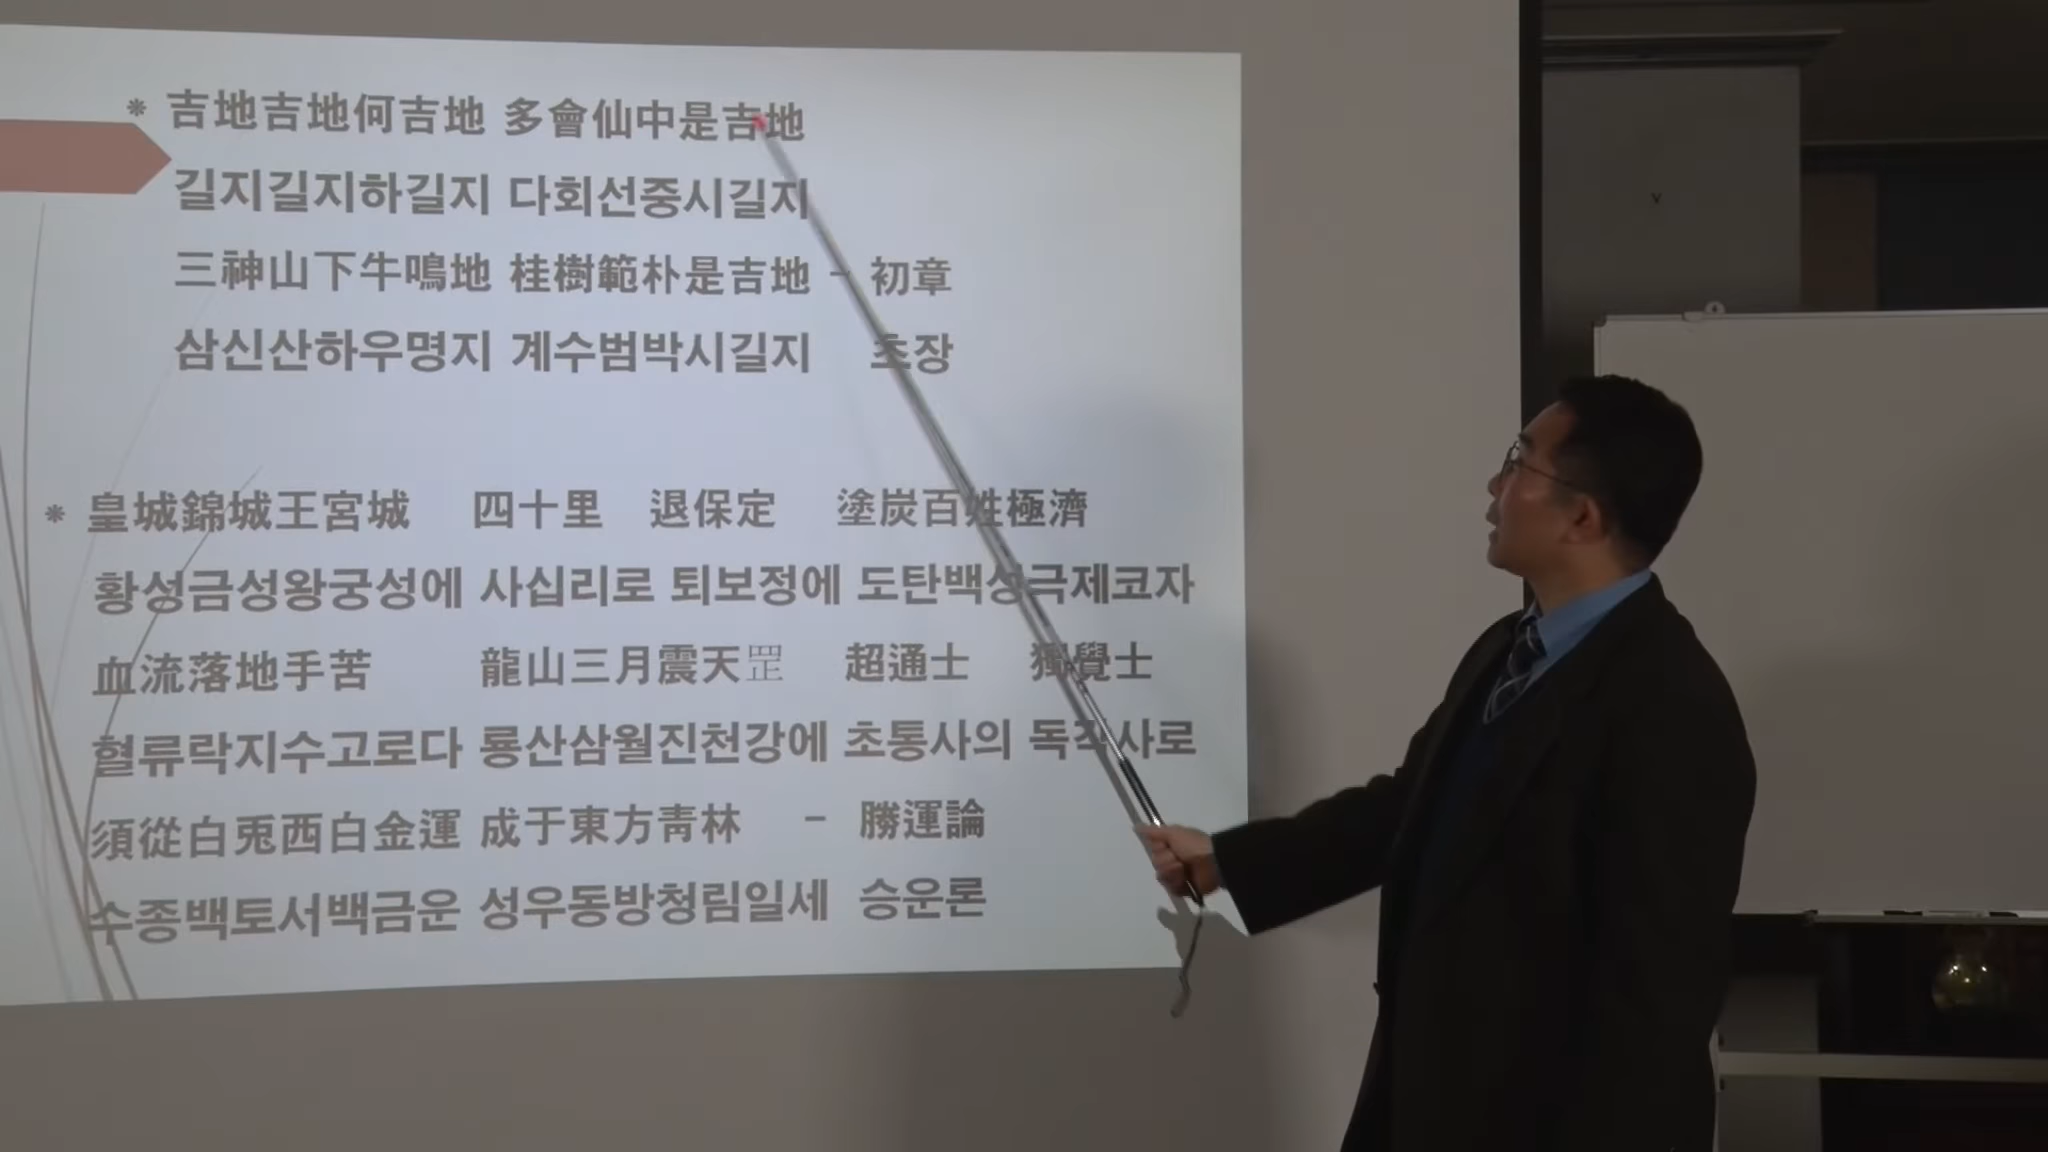 * 吉地吉地何吉地 多會仙中是吉地
길지길지하길지 다회선중시길지
三神山下牛鳴地 桂樹範朴是吉地 - 初章
삼신산하우명지 계수범박시길지 초장
* 皇城錦城王宮城 四十里 退保定 塗炭百姓極濟
황성금성왕궁성에 사십리로 퇴보정에 도탄백성극제코자
血流落地手苦 龍山三月震天罡 超通士 獨覺士
혈류락지수고로다 룡산삼월진천강에 초통사의 독각사로
須從白兎西白金運 成于東方靑林 - 勝運論
수종백토서백금운 성우동방청림일세 승운론